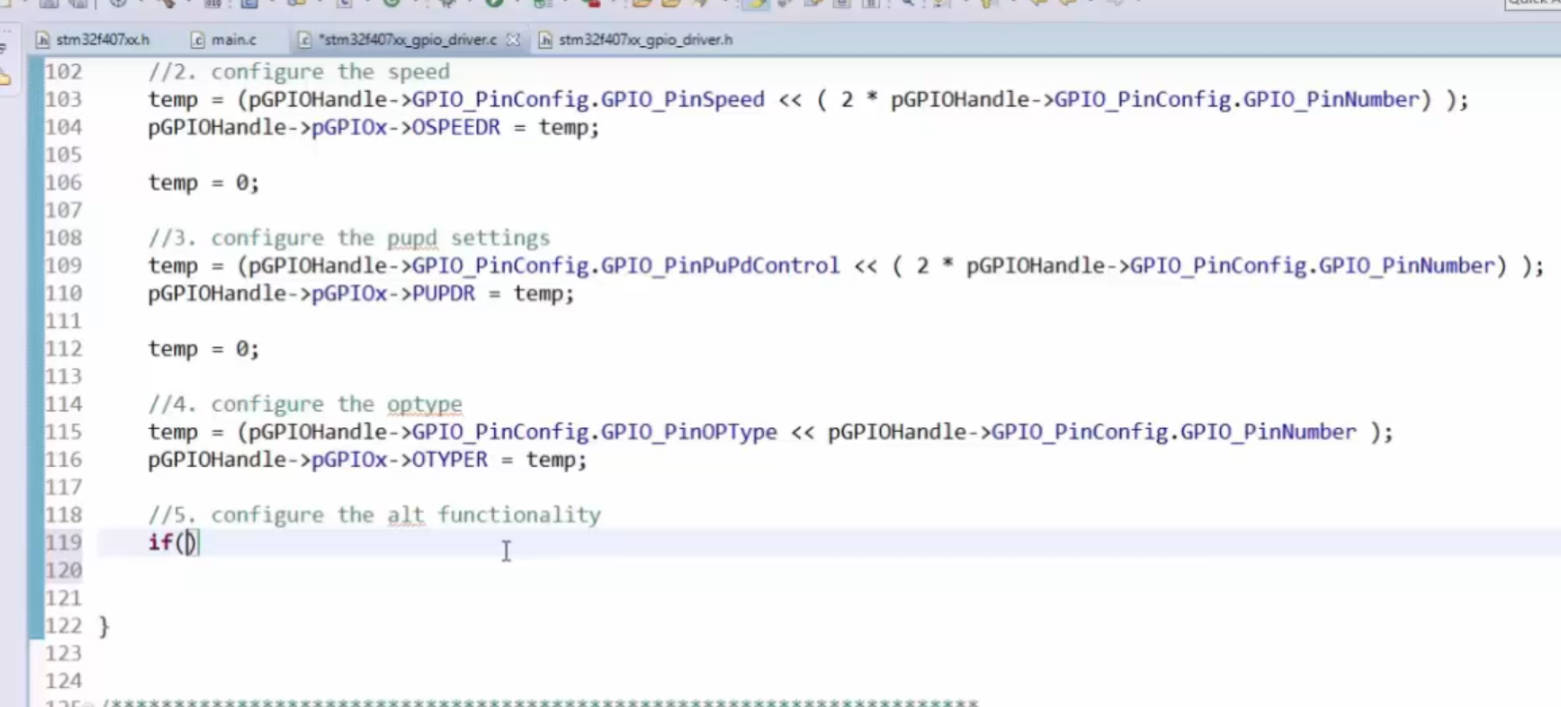 stm32f407xx.h main.c *stm32f407xx_gpio_driver.c stm32f407xx_gpio_driver.h
102 //2. configure the speed
103 temp = (pGPIOHandle->GPIO_PinConfig.GPIO_PinSpeed << ( 2 * pGPIOHandle->GPIO_PinConfig.GPIO_PinNumber) );
104 pGPIOHandle->pGPIOx->OSPEEDR = temp;
105
106 temp = 0;
107
108 //3. configure the pupd settings
109 temp = (pGPIOHandle->GPIO_PinConfig.GPIO_PinPuPdControl << ( 2 * pGPIOHandle->GPIO_PinConfig.GPIO_PinNumber) );
110 pGPIOHandle->pGPIOx->PUPDR = temp;
111
112 temp = 0;
113
114 //4. configure the optype
115 temp = (pGPIOHandle->GPIO_PinConfig.GPIO_PinOPType << pGPIOHandle->GPIO_PinConfig.GPIO_PinNumber );
116 pGPIOHandle->pGPIOx->OTYPER = temp;
117
118 //5. configure the alt functionality
119 if()
120
121
122 }
123
124